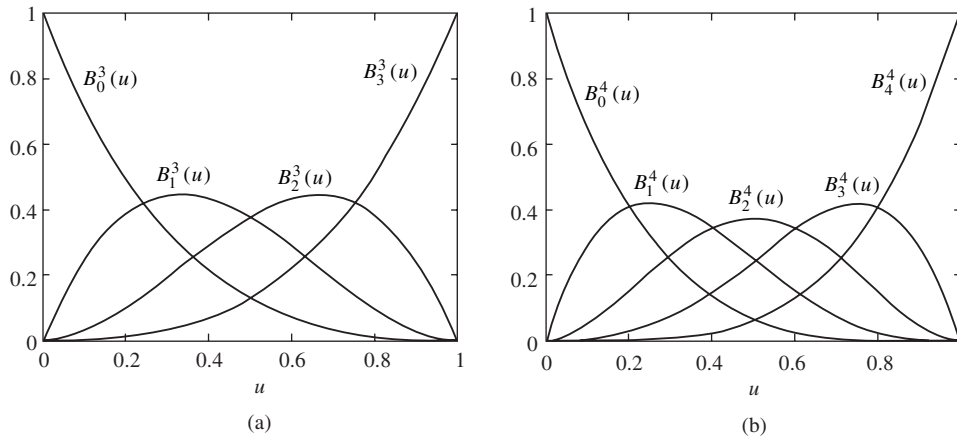 1
0.8
0.6
0.4
0.2
0
B_0^3(u)
B_3^3(u)
B_1^3(u)
B_2^3(u)
0 0.2 0.4 0.6 0.8 1
u
(a)
1
0.8
0.6
0.4
0.2
0
B_0^4(u)
B_4^4(u)
B_1^4(u)
B_2^4(u)
B_3^4(u)
0 0.2 0.4 0.6 0.8
u
(b)